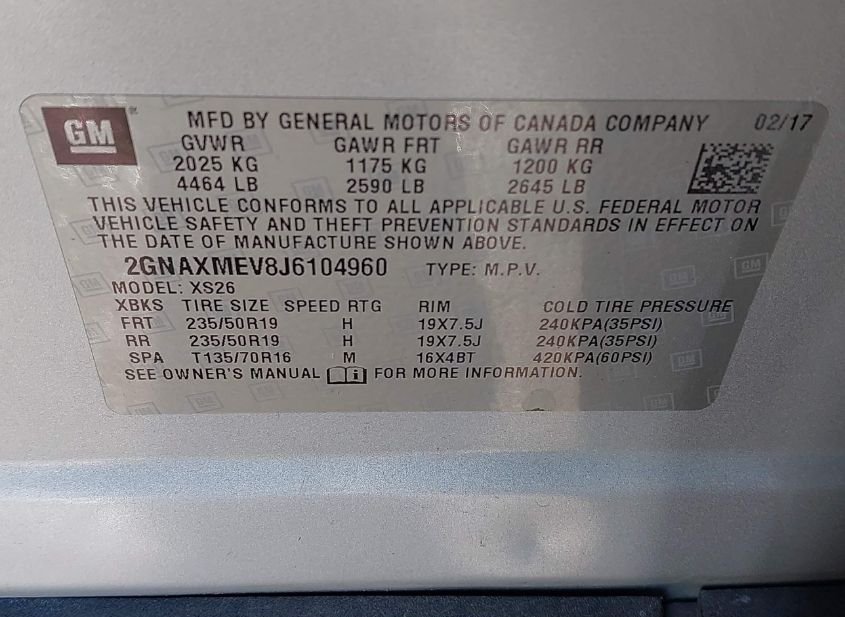 GM MFD BY GENERAL MOTORS OF CANADA COMPANY 02/17
GVWR GAWR FRT GAWR RR
2025 KG 1175 KG 1200 KG
4464 LB 2590 LB 2645 LB
THIS VEHICLE CONFORMS TO ALL APPLICABLE U.S. FEDERAL MOTOR
VEHICLE SAFETY AND THEFT PREVENTION STANDARDS IN EFFECT ON
THE DATE OF MANUFACTURE SHOWN ABOVE.
2GNAXMEV8J6104960 TYPE: M.P.V.
MODEL: XS26
XBKS TIRE SIZE SPEED RTG RIM COLD TIRE PRESSURE
FRT 235/50R19 H 19X7.5J 240KPA(35PSI)
RR 235/50R19 H 19X7.5J 240KPA(35PSI)
SPA T135/70R16 M 16X4BT 420KPA(60PSI)
SEE OWNER'S MANUAL FOR MORE INFORMATION.